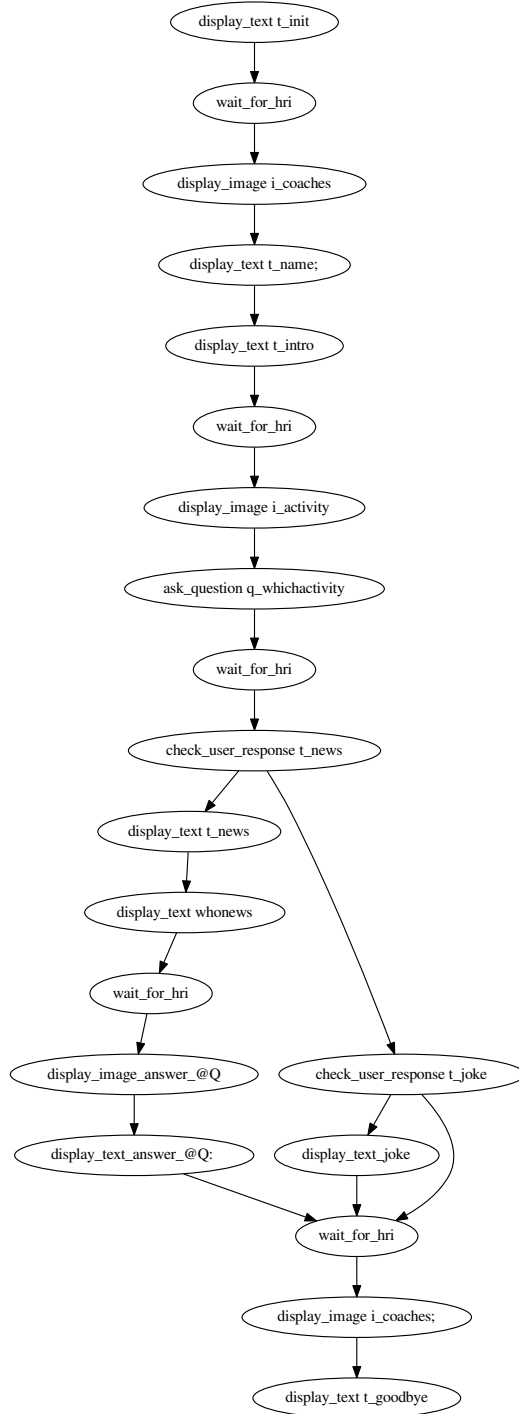 display_text t_init
wait_for_hri
display_image i_coaches
display_text t_name;
display_text t_intro
wait_for_hri
display_image i_activity
ask_question q_whichactivity
wait_for_hri
check_user_response t_news
display_text t_news
display_text whonews
wait_for_hri
display_image_answer_@Q
check_user_response t_joke
display_text_answer_@Q:
display_text_joke
wait_for_hri
display_image i_coaches;
display_text t_goodbye